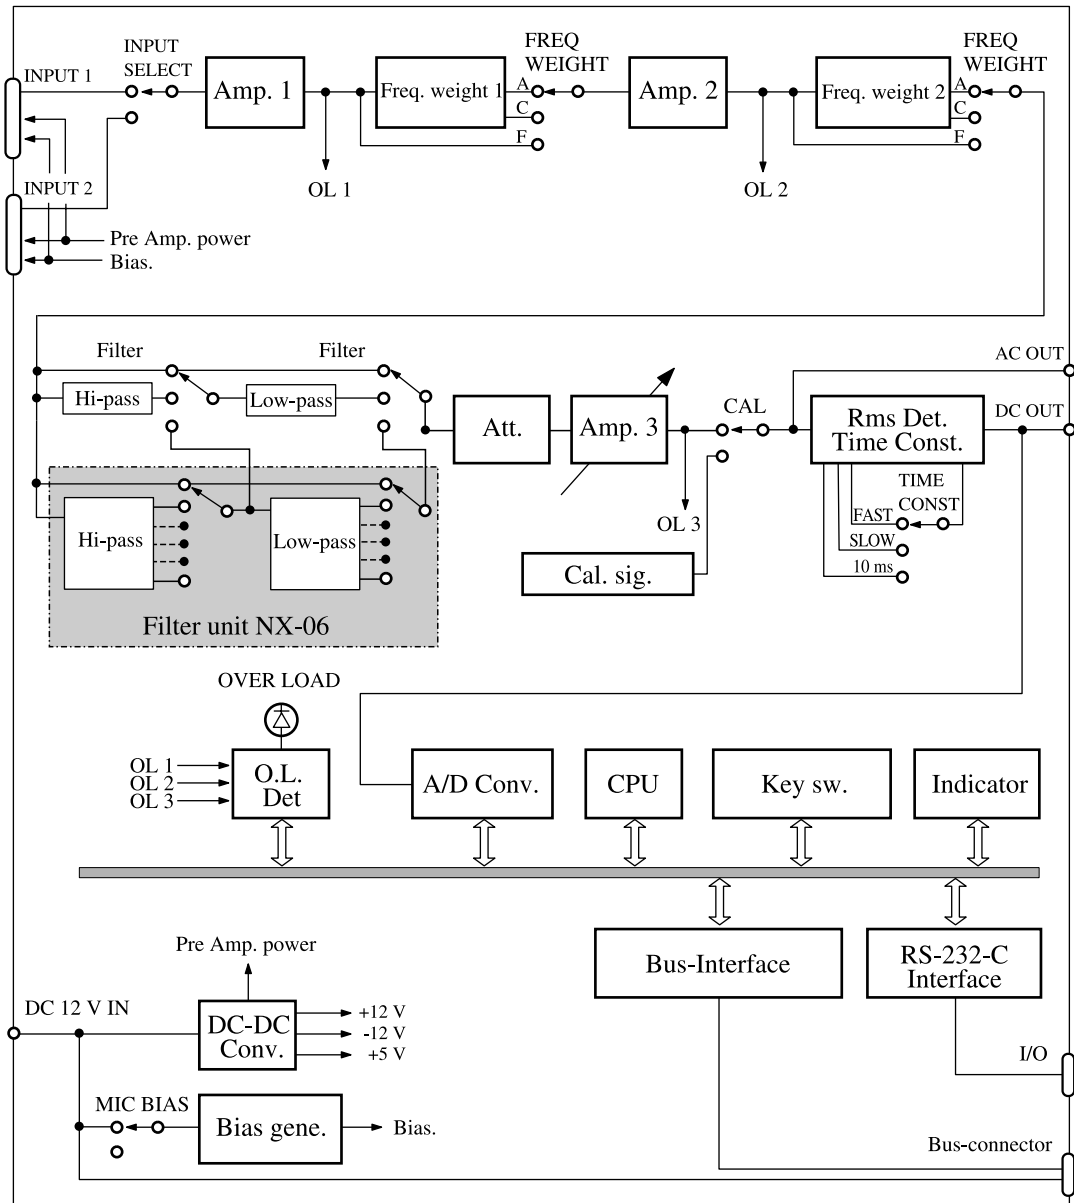 INPUT 1
INPUT
SELECT
Amp. 1
OL 1
Freq. weight 1
A
C
F
FREQ
WEIGHT
Amp. 2
OL 2
Freq. weight 2
A
C
F
FREQ
WEIGHT
INPUT 2
Pre Amp. power
Bias.
Filter
Filter
Hi-pass
Low-pass
Att.
Amp. 3
CAL
OL 3
Cal. sig.
Rms Det.
Time Const.
AC OUT
DC OUT
TIME
CONST
FAST
SLOW
10 ms
Hi-pass
Low-pass
Filter unit NX-06
OVER LOAD
OL 1
OL 2
OL 3
O.L.
Det
A/D Conv.
CPU
Key sw.
Indicator
Bus-Interface
RS-232-C
Interface
Pre Amp. power
DC 12 V IN
DC-DC
Conv.
+12 V
-12 V
+5 V
I/O
MIC BIAS
Bias gene.
Bias.
Bus-connector